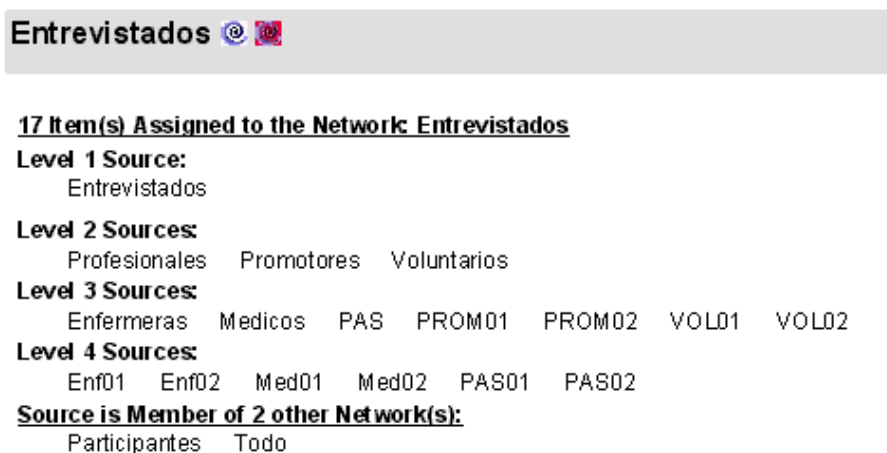 Entrevistados
17 Item(s) Assigned to the Network: Entrevistados
Level 1 Source:
Entrevistados
Level 2 Sources:
Profesionales Promotores Voluntarios
Level 3 Sources:
Enfermeras Medicos PAS PROM01 PROM02 VOL01 VOL02
Level 4 Sources:
Enf01 Enf02 Med01 Med02 PAS01 PAS02
Source is Member of 2 other Network(s):
Participantes Todo